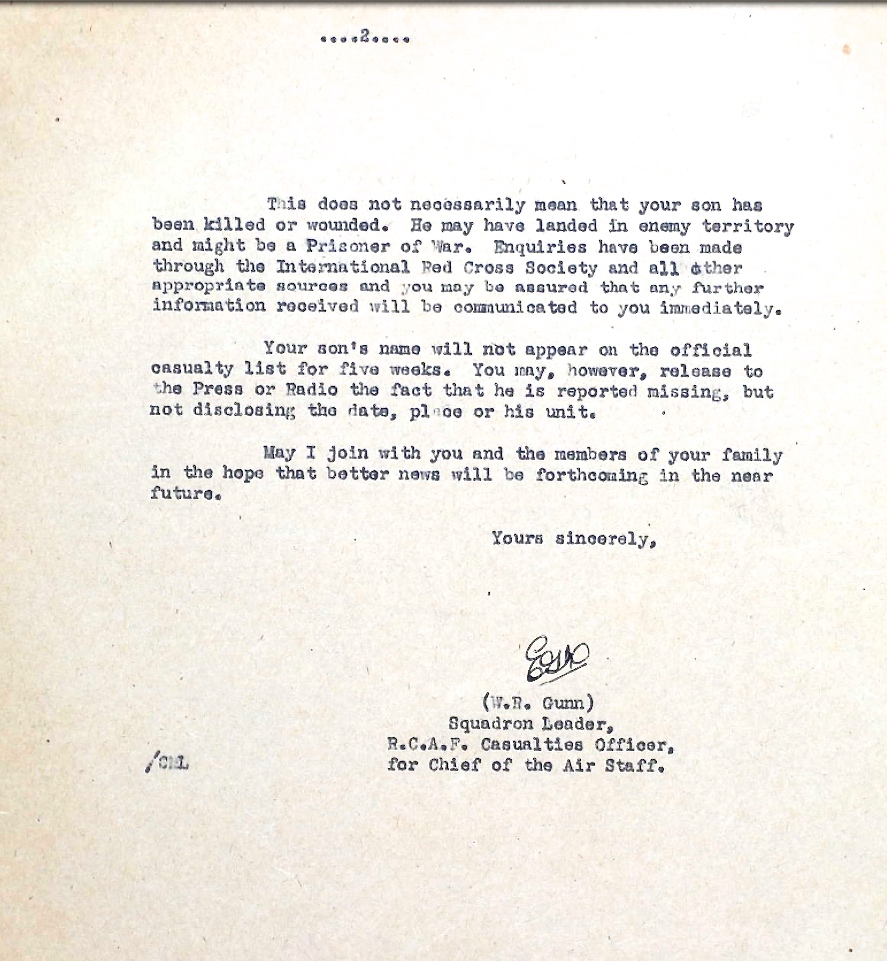 ....2....
This does not necessarily mean that your son has
been killed or wounded. He may have landed in enemy territory
and might be a Prisoner of War. Enquiries have been made
through the International Red Cross Society and all other
appropriate sources and you may be assured that any further
information received will be communicated to you immediately.
Your son's name will not appear on the official
casualty list for five weeks. You may, however, release to
the Press or Radio the fact that he is reported missing, but
not disclosing the date, place or his unit.
May I join with you and the members of your family
in the hope that better news will be forthcoming in the near
future.
Yours sincerely,
(W.R. Gunn)
Squadron Leader,
R.C.A.F. Casualties Officer,
for Chief of the Air Staff.